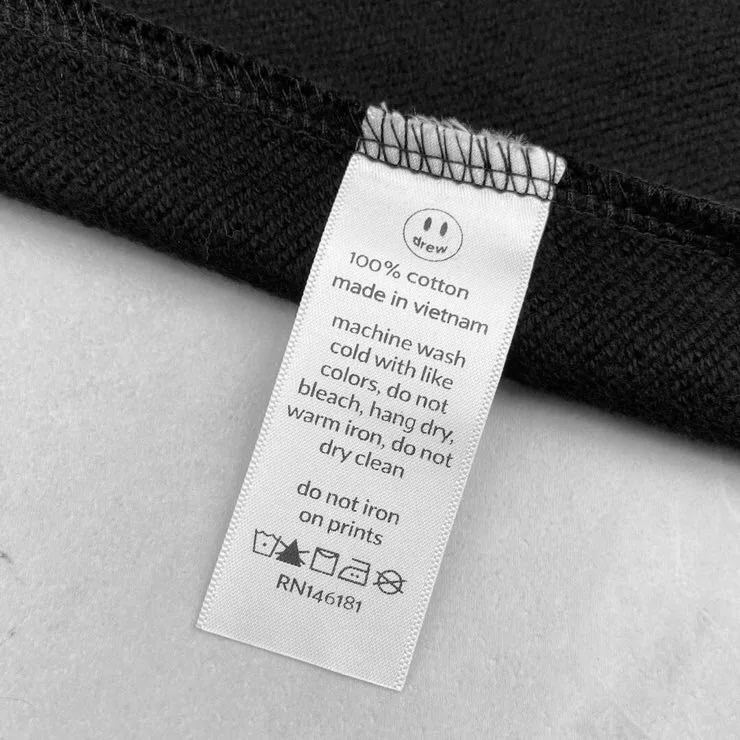 drew
100% cotton
made in vietnam
machine wash
cold with like
colors, do not
bleach, hang dry,
warm iron, do not
dry clean
do not iron
on prints
RN146181